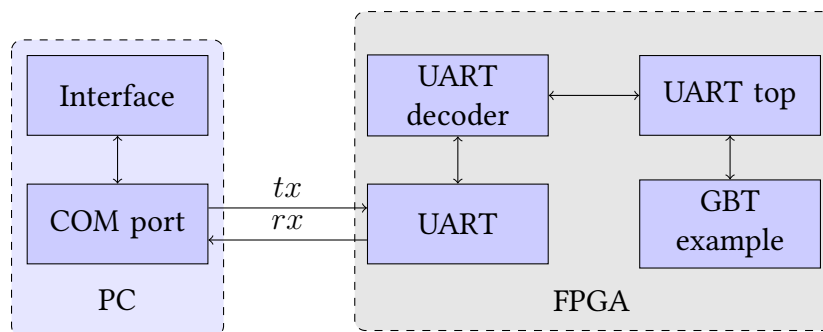 Interface
COM port
PC
tx
rx
UART
decoder
UART
UART top
GBT
example
FPGA